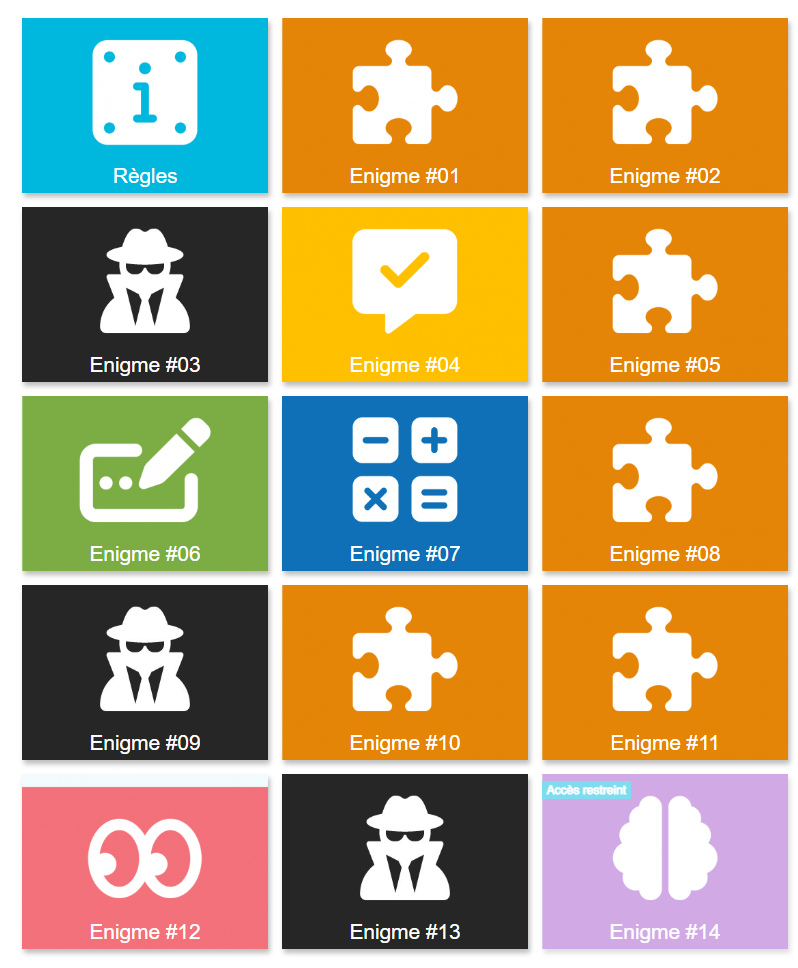 Règles
Enigme #01
Enigme #02
Enigme #03
Enigme #04
Enigme #05
Enigme #06
Enigme #07
Enigme #08
Enigme #09
Enigme #10
Enigme #11
Enigme #12
Enigme #13
Accès restreint
Enigme #14